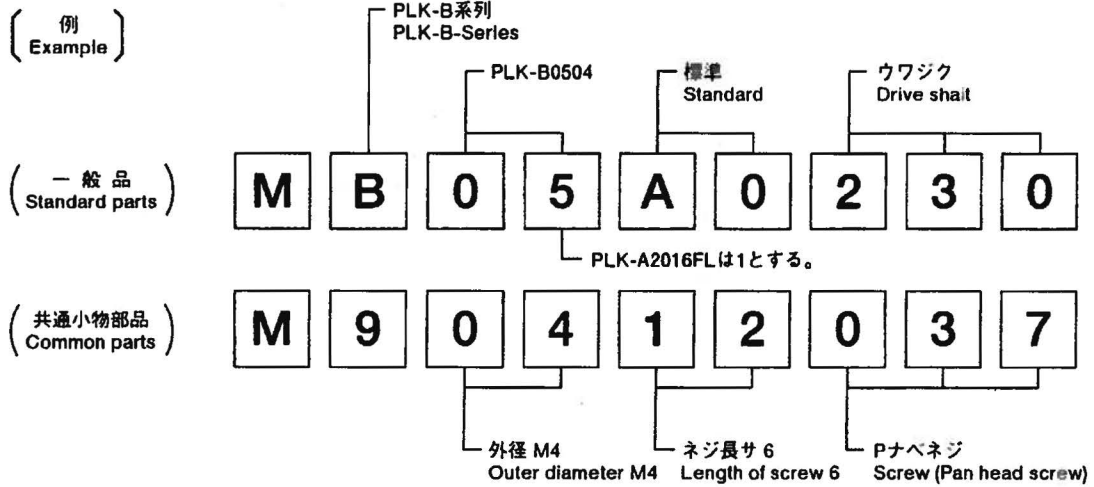 例
Example
PLK-B系列
PLK-B-Series
PLK-B0504
標準
Standard
ウワジク
Drive shait
一般品
Standard parts
M B 0 5 A 0 2 3 0
PLK-A2016FLは1とする。
共通小物部品
Common parts
M 9 0 4 1 2 0 3 7
外径 M4
Outer diameter M4
ネジ長サ 6
Length of screw 6
Pナベネジ
Screw (Pan head screw)